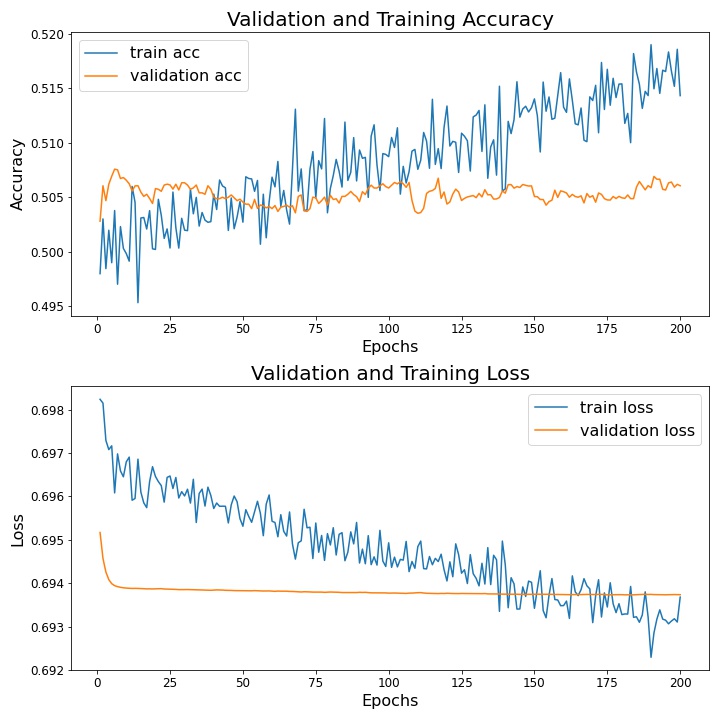 Validation and Training Accuracy
0.520
0.515
0.510
0.505
0.500
0.495
Accuracy
train acc
validation acc
0 25 50 75 100 125 150 175 200
Epochs
Validation and Training Loss
0.698
0.697
0.696
0.695
0.694
0.693
0.692
Loss
train loss
validation loss
0 25 50 75 100 125 150 175 200
Epochs